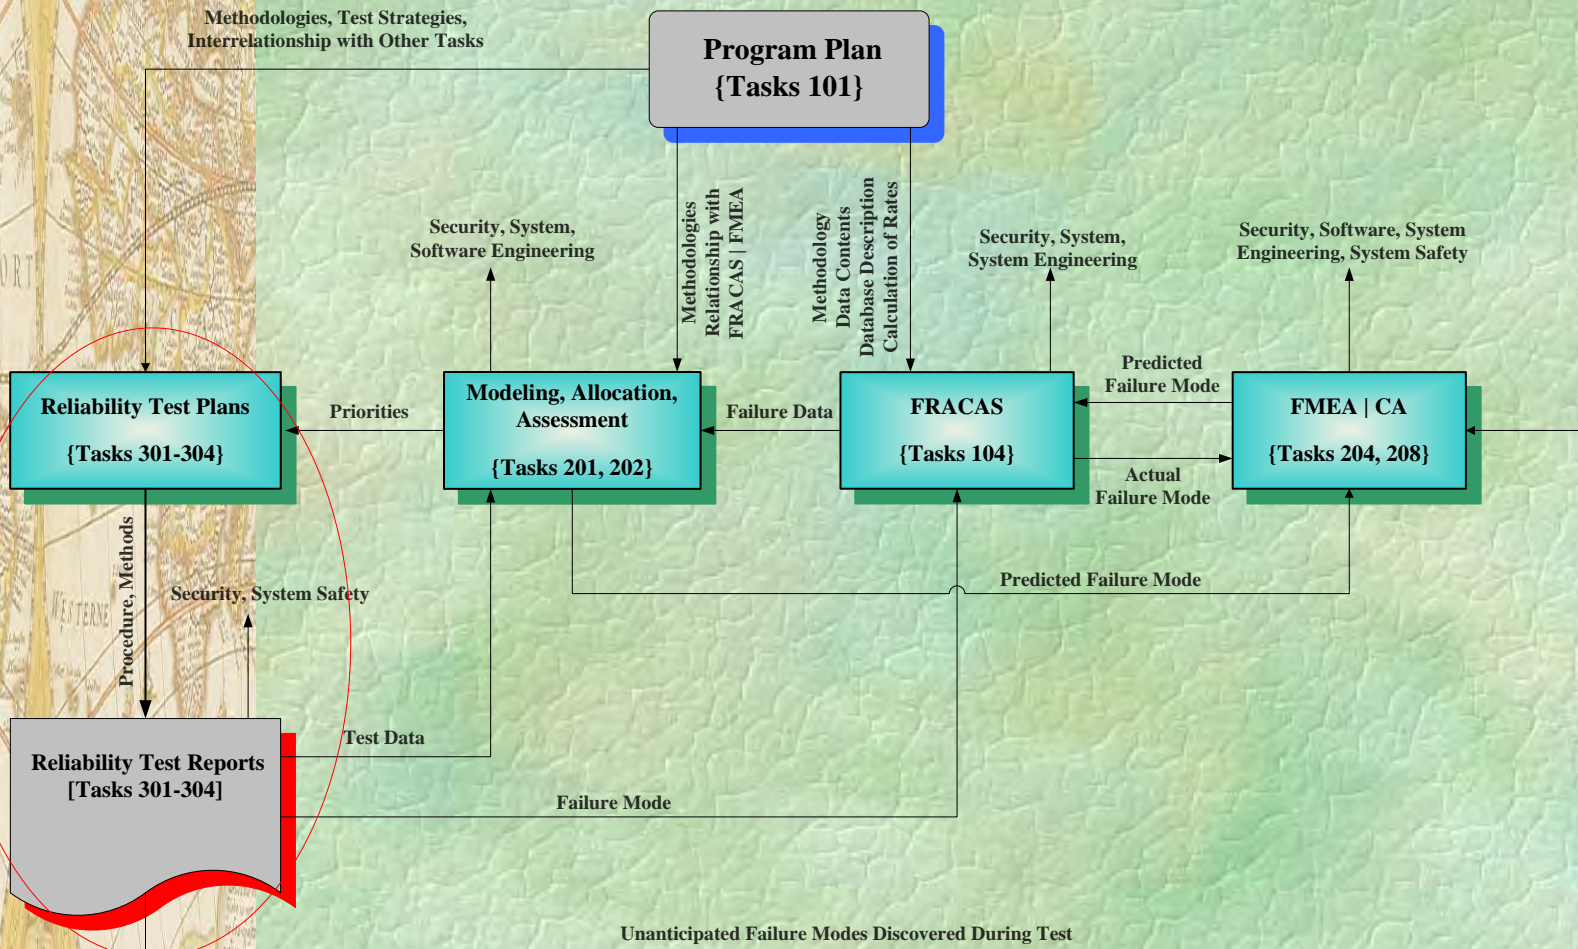 Methodologies, Test Strategies,
Interrelationship with Other Tasks
Program Plan
{Tasks 101}
Methodologies
Relationship with
FRACAS | FMEA
Methodology
Data Contents
Database Description
Calculation of Rates
Security, System,
Software Engineering
Security, System,
System Engineering
Security, Software, System
Engineering, System Safety
Reliability Test Plans
{Tasks 301-304}
Priorities
Modeling, Allocation,
Assessment
{Tasks 201, 202}
Failure Data
FRACAS
{Tasks 104}
Predicted
Failure Mode
Actual
Failure Mode
FMEA | CA
{Tasks 204, 208}
Procedure, Methods
Security, System Safety
WESTERNE
Predicted Failure Mode
Reliability Test Reports
[Tasks 301-304]
Test Data
Failure Mode
Unanticipated Failure Modes Discovered During Test